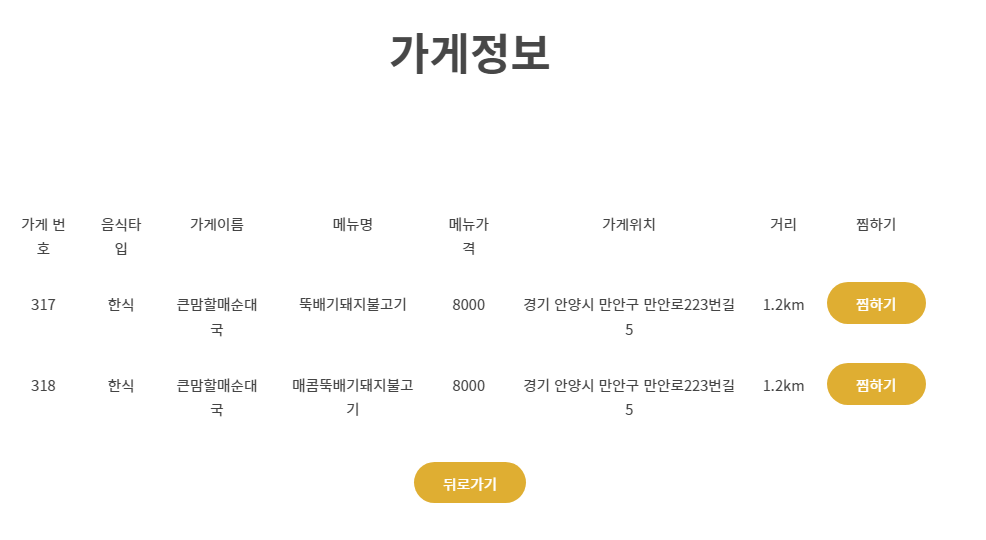 가게정보
가게 번 음식타 가게이름 메뉴명 메뉴가 가게위치 거리 찜하기
호 입 격
317 한식 큰맘할매순대 뚝배기돼지불고기 8000 경기 안양시 만안구 만안로223번길 1.2km 찜하기
국 5
318 한식 큰맘할매순대 매콤뚝배기돼지불고 8000 경기 안양시 만안구 만안로223번길 1.2km 찜하기
국 기 5
뒤로가기